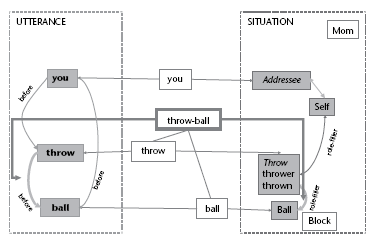 UTTERANCE
SITUATION
Mom
you
you
Addressee
before
Self
throw-ball
role-filler
throw
throw
Throw
thrower
thrown
before
before
role-filler
ball
ball
Ball
Block